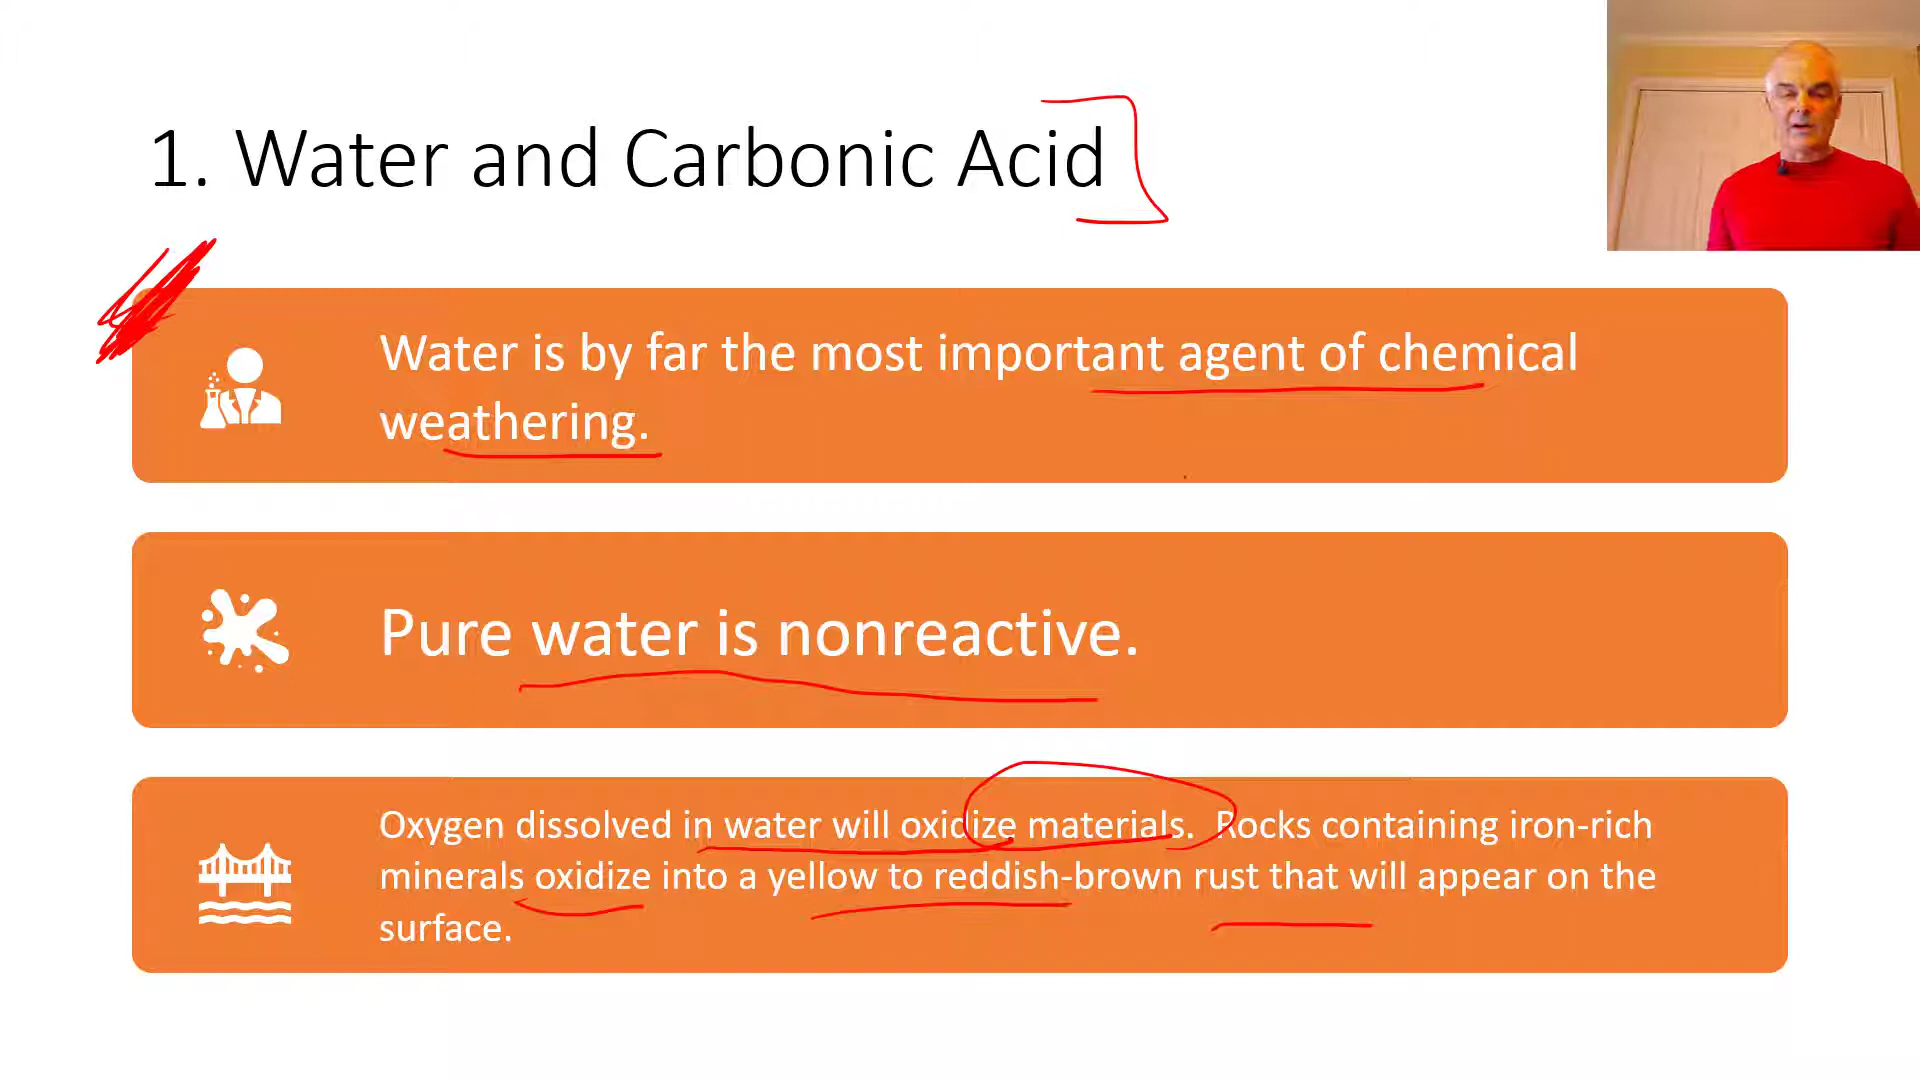 1. Water and Carbonic Acid
Water is by far the most important agent of chemical
weathering.
Pure water is nonreactive.
Oxygen dissolved in water will oxidize materials. Rocks containing iron-rich
minerals oxidize into a yellow to reddish-brown rust that will appear on the
surface.